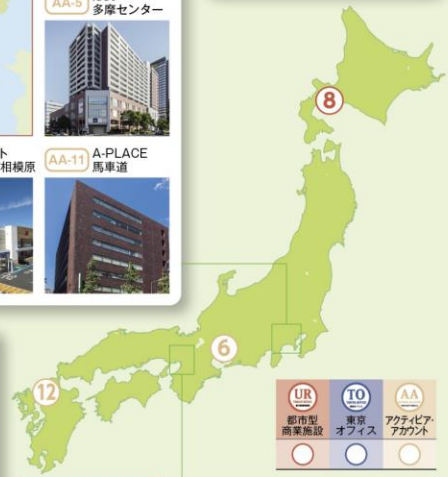 AA-5
多摩センター
ト
相模原
AA-11
A-PLACE
馬車道
8
6
12
UR
都市型
商業施設
TO
東京
オフィス
AA
アクティビア・
アカウント